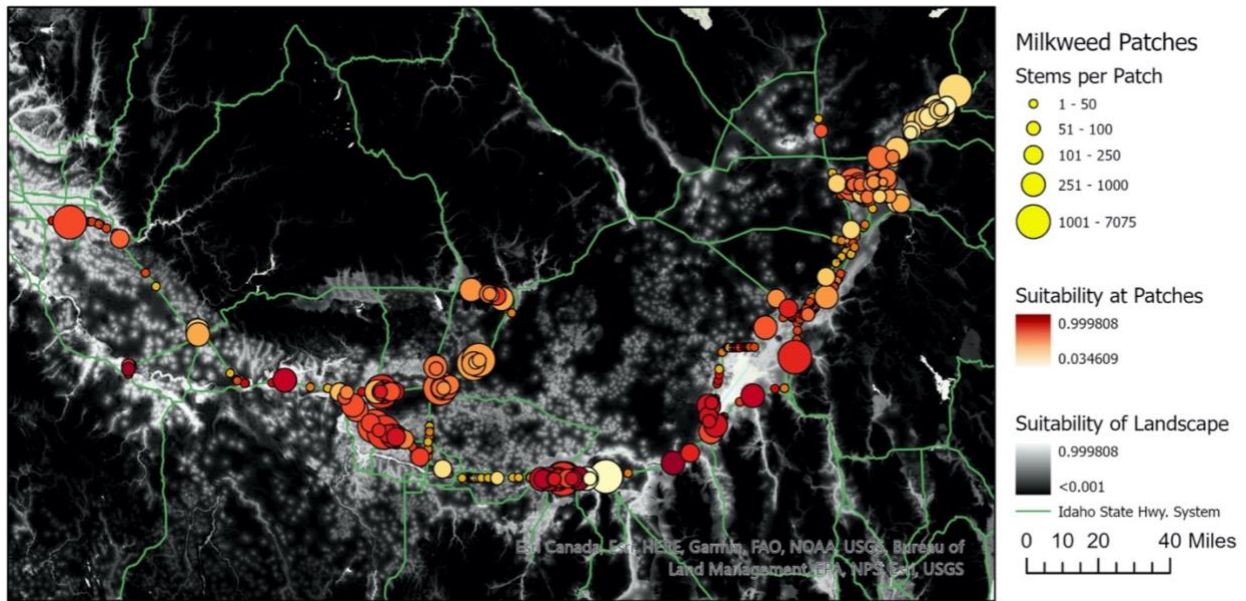 Milkweed Patches
Stems per Patch
1 - 50
51 - 100
101 - 250
251 - 1000
1001 - 7075
Suitability at Patches
0.999808
0.034609
Suitability of Landscape
0.999808
<0.001
Idaho State Hwy. System
0 10 20 40 Miles
Esri Canada, Esri, HERE, Garmin, FAO, NOAA, USGS, Bureau of
Land Management, EPA, NPS, Esri, USGS